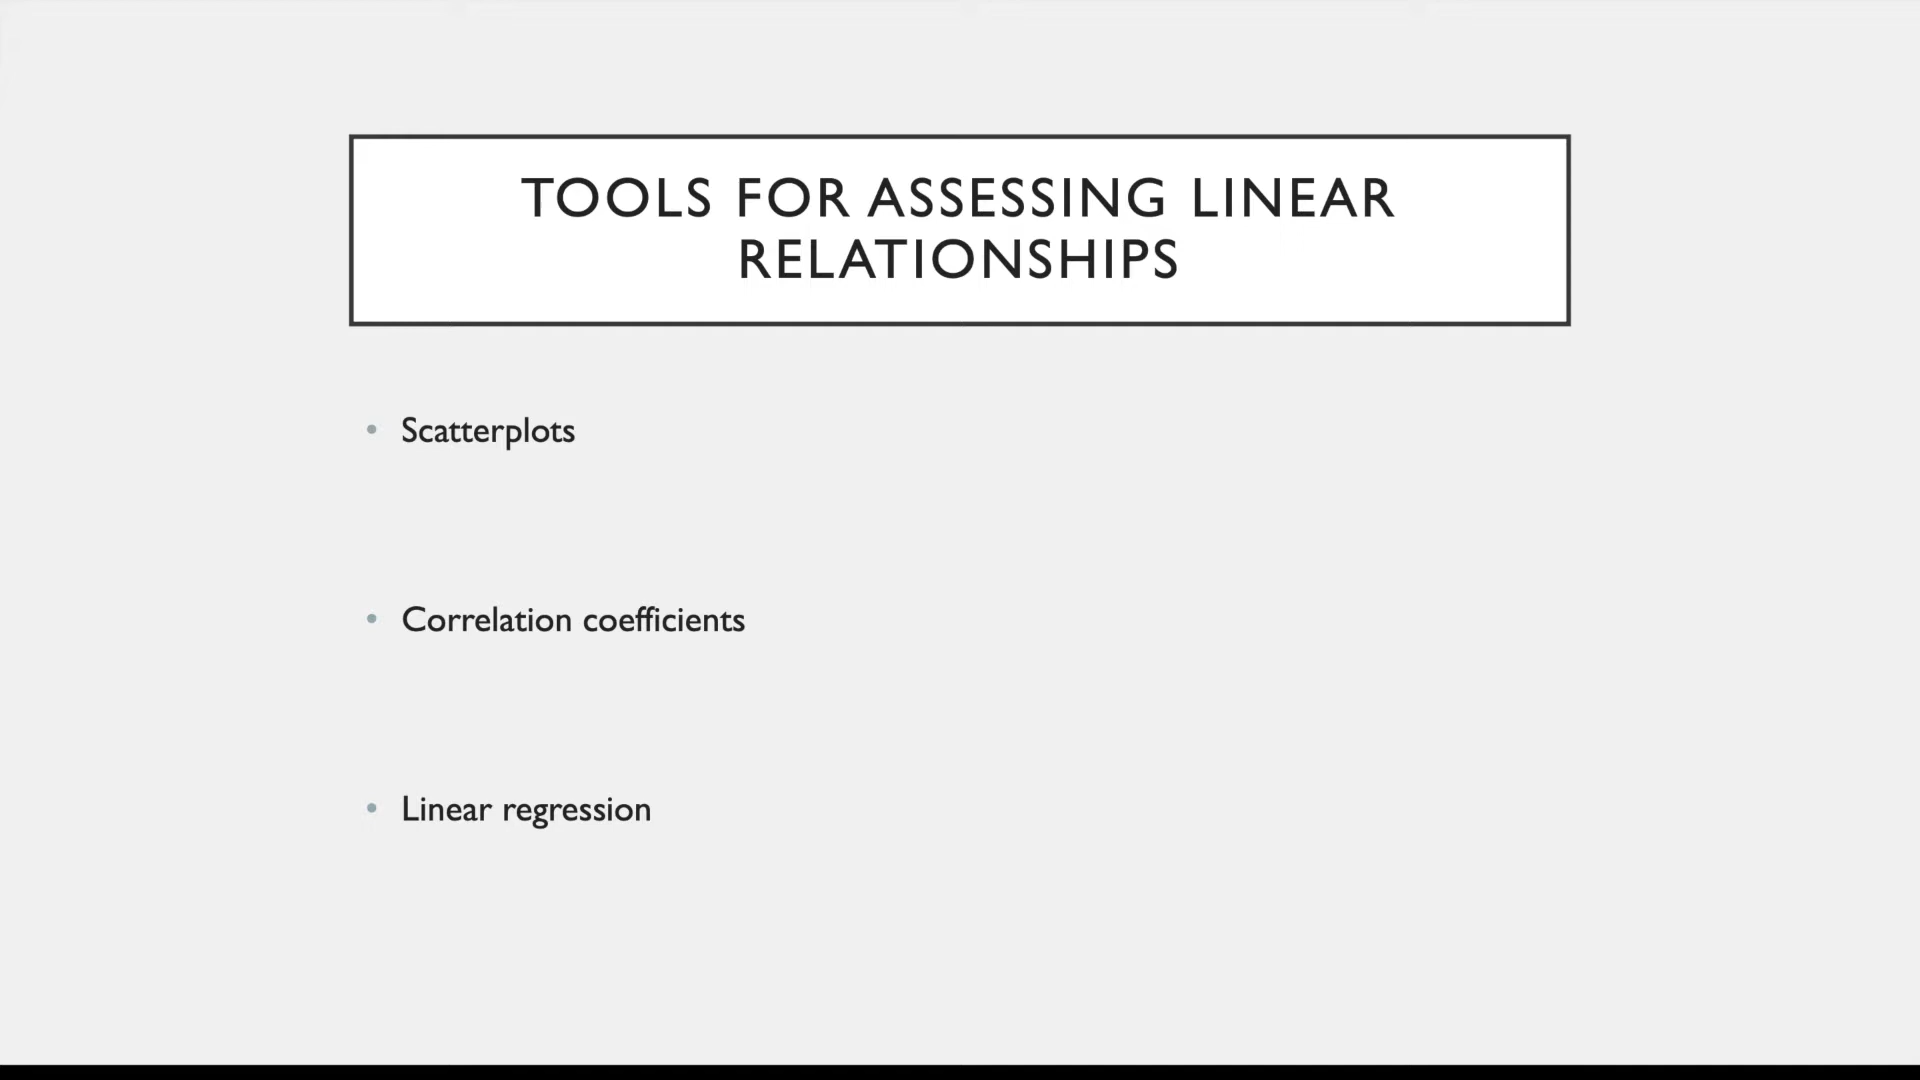 TOOLS FOR ASSESSING LINEAR
RELATIONSHIPS
• Scatterplots
• Correlation coefficients
• Linear regression